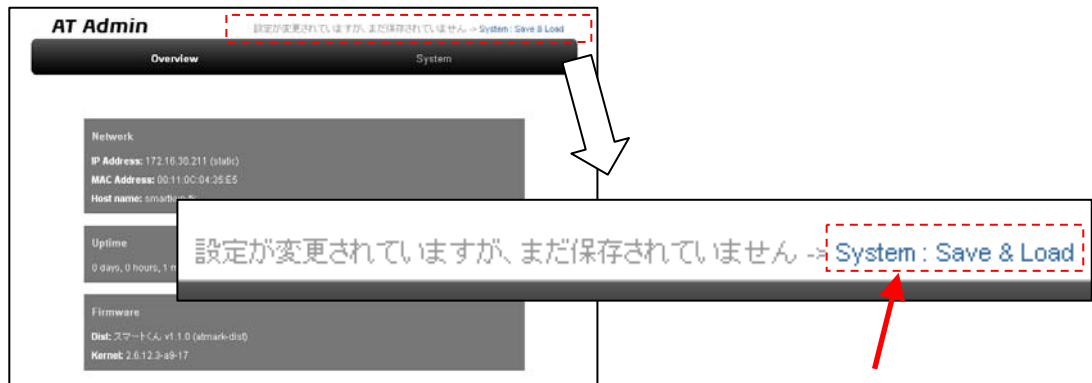 AT Admin
設定が変更されていますが、まだ保存されていません -> System : Save & Load
Overview
System
Network
IP Address: 172.16.30.211 (static)
MAC Address: 00:11:0C:04:35:E5
Host name:
Uptime
0 days, 0 hours, 1
設定が変更されていますが、まだ保存されていません -> System : Save & Load
Firmware
Dist: スマートくん v1.1.0 (atmark-dist)
Kernel: 2.6.12.3-a9-17